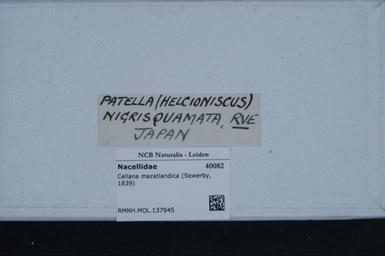 PATELLA (HELCIONISCUS)
NIGRISQUAMATA, RVE
JAPAN
NCB Naturalis - Leiden
Nacellidae 40082
Cellana mazatlandica (Sowerby,
1839)
RMNH.MOL.137945